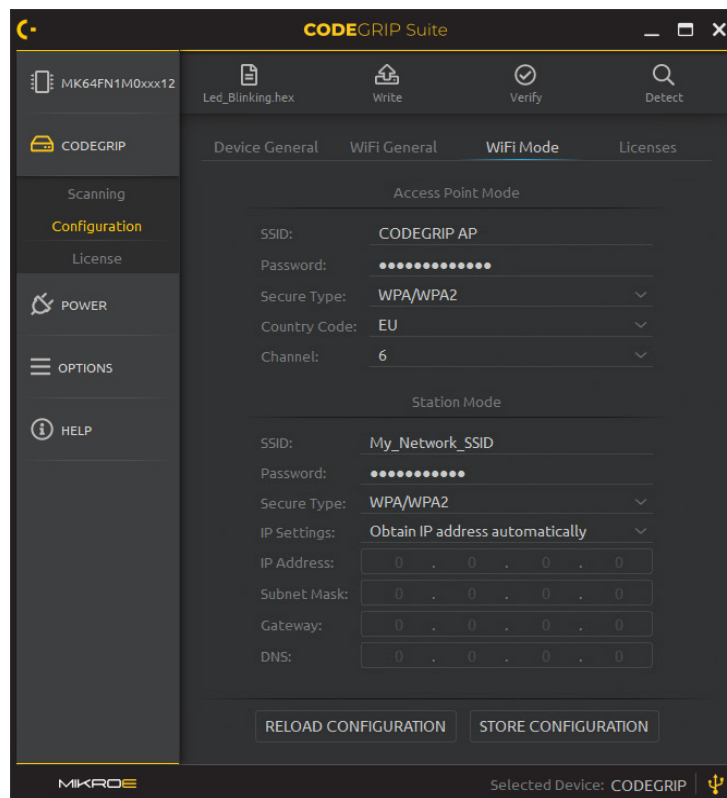 CODEGRIP Suite
MK64FN1M0xxx12
Led_Blinking.hex
Write
Verify
Detect
CODEGRIP
Scanning
Configuration
License
POWER
OPTIONS
HELP
Device General
WiFi General
WiFi Mode
Licenses
Access Point Mode
SSID: CODEGRIP AP
Password: •••••••••••••
Secure Type: WPA/WPA2
Country Code: EU
Channel: 6
Station Mode
SSID: My_Network_SSID
Password: •••••••••••
Secure Type: WPA/WPA2
IP Settings: Obtain IP address automatically
IP Address: 0 . 0 . 0 . 0
Subnet Mask: 0 . 0 . 0 . 0
Gateway: 0 . 0 . 0 . 0
DNS: 0 . 0 . 0 . 0
RELOAD CONFIGURATION
STORE CONFIGURATION
MIKROE
Selected Device: CODEGRIP